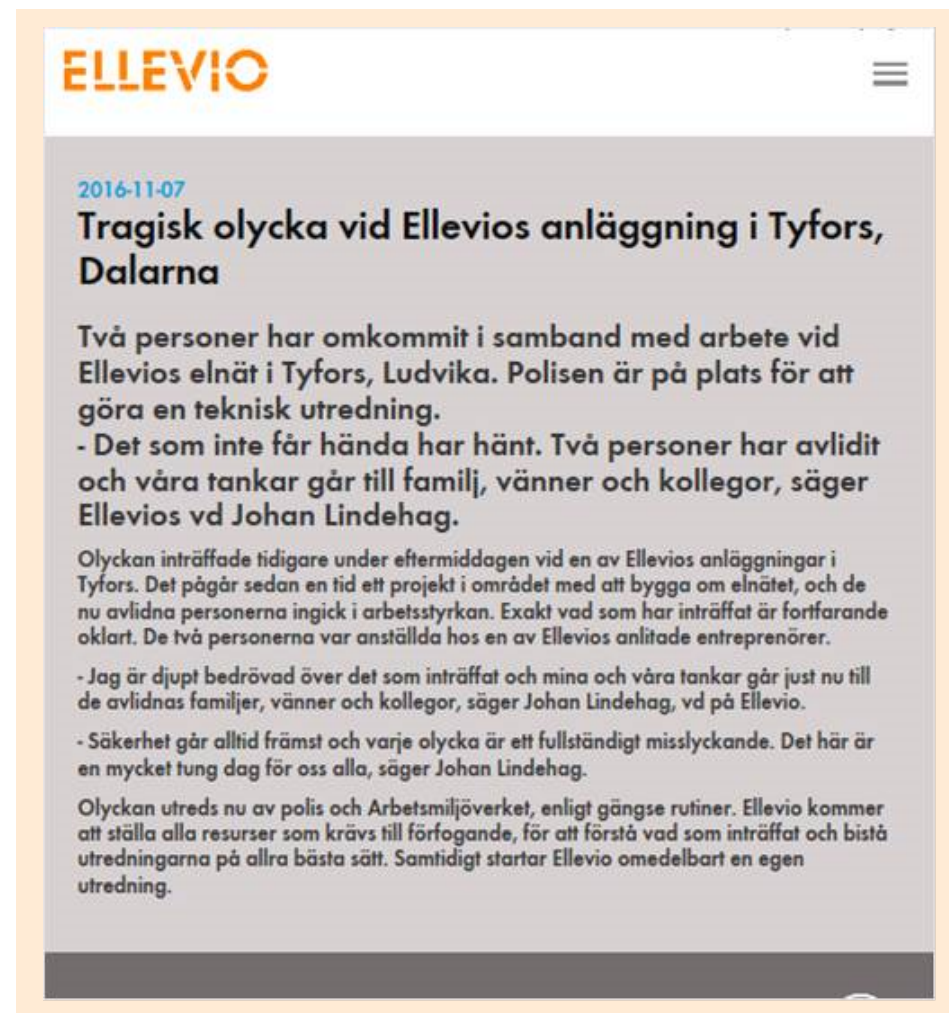 ELLEVIO
2016-11-07
Tragisk olycka vid Ellevios anläggning i Tyfors,
Dalarna
Två personer har omkommit i samband med arbete vid
Ellevios elnät i Tyfors, Ludvika. Polisen är på plats för att
göra en teknisk utredning.
- Det som inte får hända har hänt. Två personer har avlidit
och våra tankar går till familj, vänner och kollegor, säger
Ellevios vd Johan Lindehag.
Olyckan inträffade tidigare under eftermiddagen vid en av Ellevios anläggningar i
Tyfors. Det pågår sedan en tid ett projekt i området med att bygga om elnätet, och de
nu avlidna personerna ingick i arbetsstyrkan. Exakt vad som har inträffat är fortfarande
oklart. De två personerna var anställda hos en av Ellevios anlitade entreprenörer.
- Jag är djupt bedrövad över det som inträffat och mina och våra tankar går just nu till
de avlidnas familjer, vänner och kollegor, säger Johan Lindehag, vd på Ellevio.
- Säkerhet går alltid främst och varje olycka är ett fullständigt misslyckande. Det här är
en mycket tung dag för oss alla, säger Johan Lindehag.
Olyckan utreds nu av polis och Arbetsmiljöverket, enligt gängse rutiner. Ellevio kommer
att ställa alla resurser som krävs till förfogande, för att förstå vad som inträffat och bistå
utredningarna på allra bästa sätt. Samtidigt startar Ellevio omedelbart en egen
utredning.